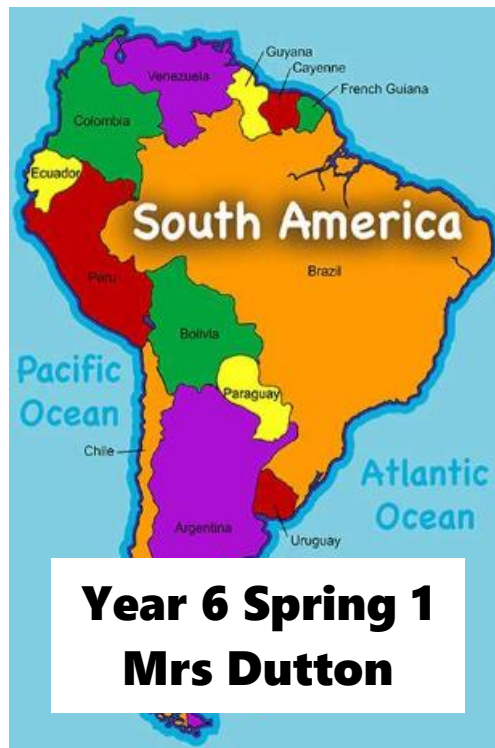 Guyana
Cayenne
Venezuela
French Guiana
Colombia
Ecuador
South America
Brazil
Peru
Bolivia
Pacific
Ocean
Paraguay
Chile
Atlantic
Ocean
Argentina
Uruguay
Year 6 Spring 1
Mrs Dutton